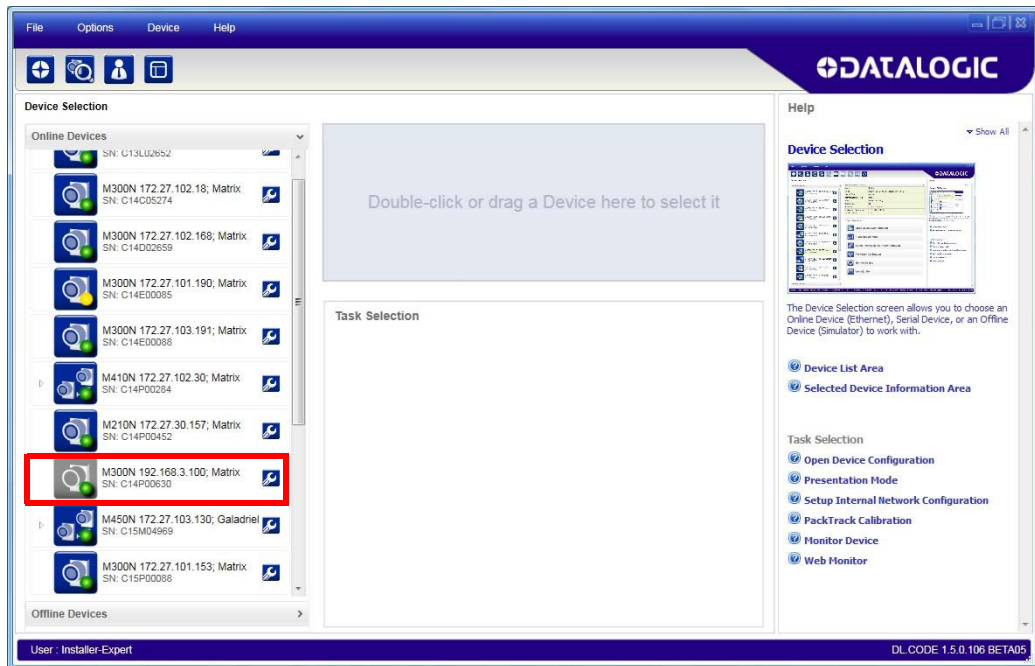 File Options Device Help
DATALOGIC
Device Selection
Online Devices
SN: C13L02652
M300N 172.27.102.18; Matrix
SN: C14C05274
M300N 172.27.102.168; Matrix
SN: C14D02659
M300N 172.27.101.190; Matrix
SN: C14E00085
M300N 172.27.103.191; Matrix
SN: C14E00088
M410N 172.27.102.30; Matrix
SN: C14P00284
M210N 172.27.30.157; Matrix
SN: C14P00452
M300N 192.168.3.100; Matrix
SN: C14P00630
M450N 172.27.103.130; Galadriel
SN: C15M04969
M300N 172.27.101.153; Matrix
SN: C15P00088
Offline Devices
Double-click or drag a Device here to select it
Task Selection
Help
Show All
Device Selection
The Device Selection screen allows you to choose an
Online Device (Ethernet), Serial Device, or an Offline
Device (Simulator) to work with.
Device List Area
Selected Device Information Area
Task Selection
Open Device Configuration
Presentation Mode
Setup Internal Network Configuration
PackTrack Calibration
Monitor Device
Web Monitor
User : Installer-Expert
DL.CODE 1.5.0.106 BETA05